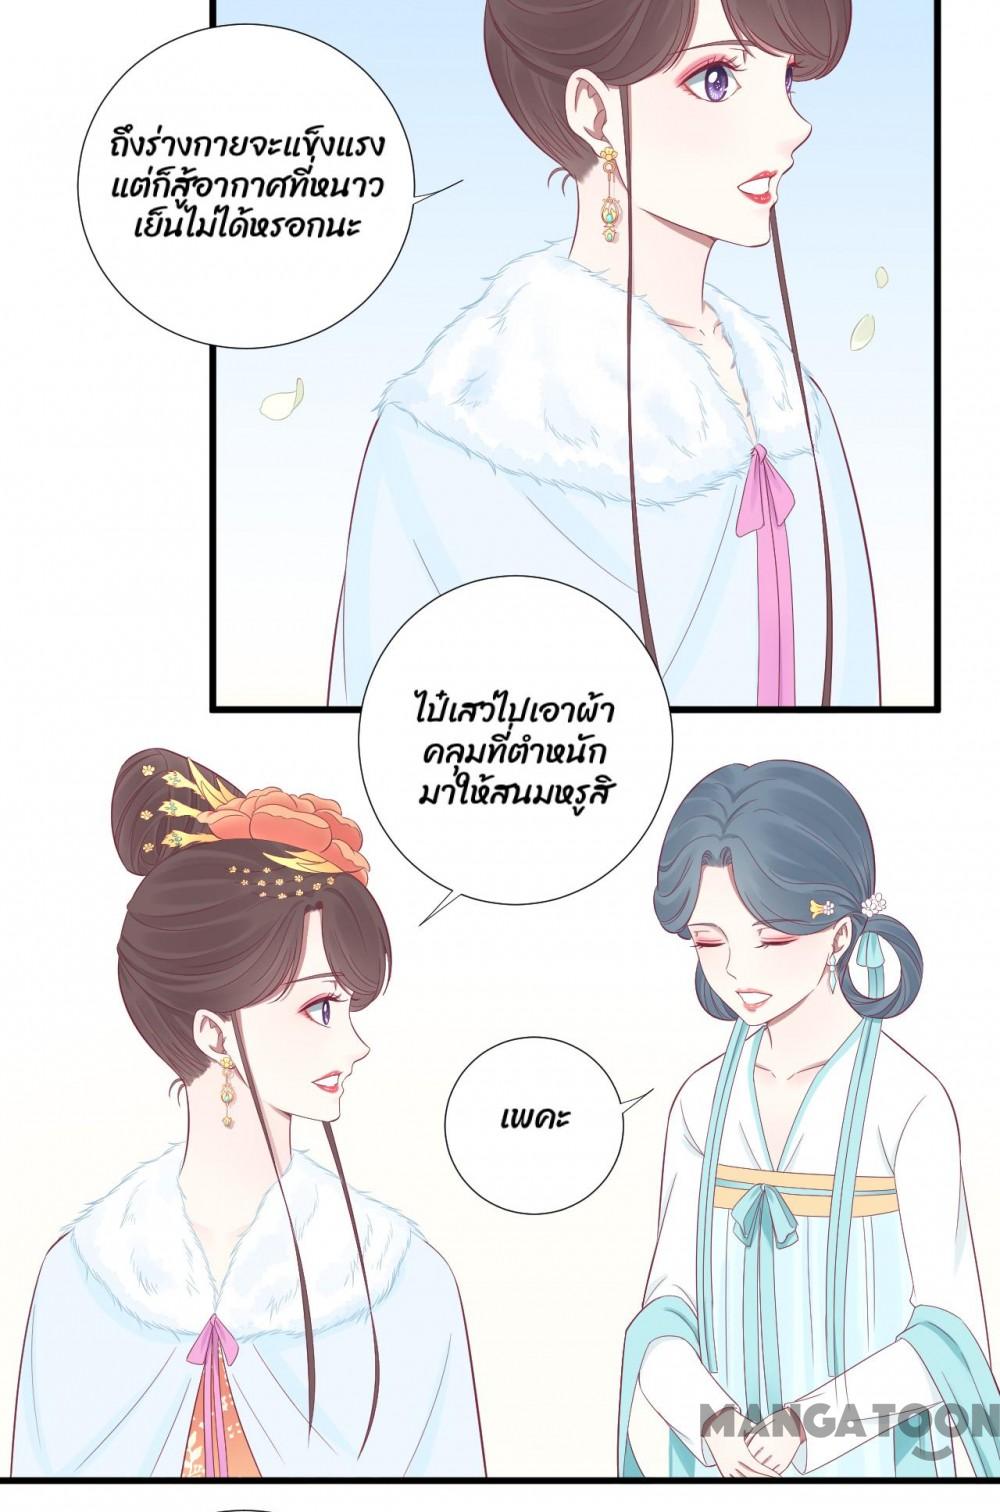 ถึงร่างกายจะแข็งแรง
แต่ก็สู้อากาศที่หนาว
เย็นไม่ได้หรอกนะ
ไป๋เสวไปเอาผ้า
คลุมที่ตำหนัก
มาให้สนมหรูสิ
เพคะ
MANGATOON